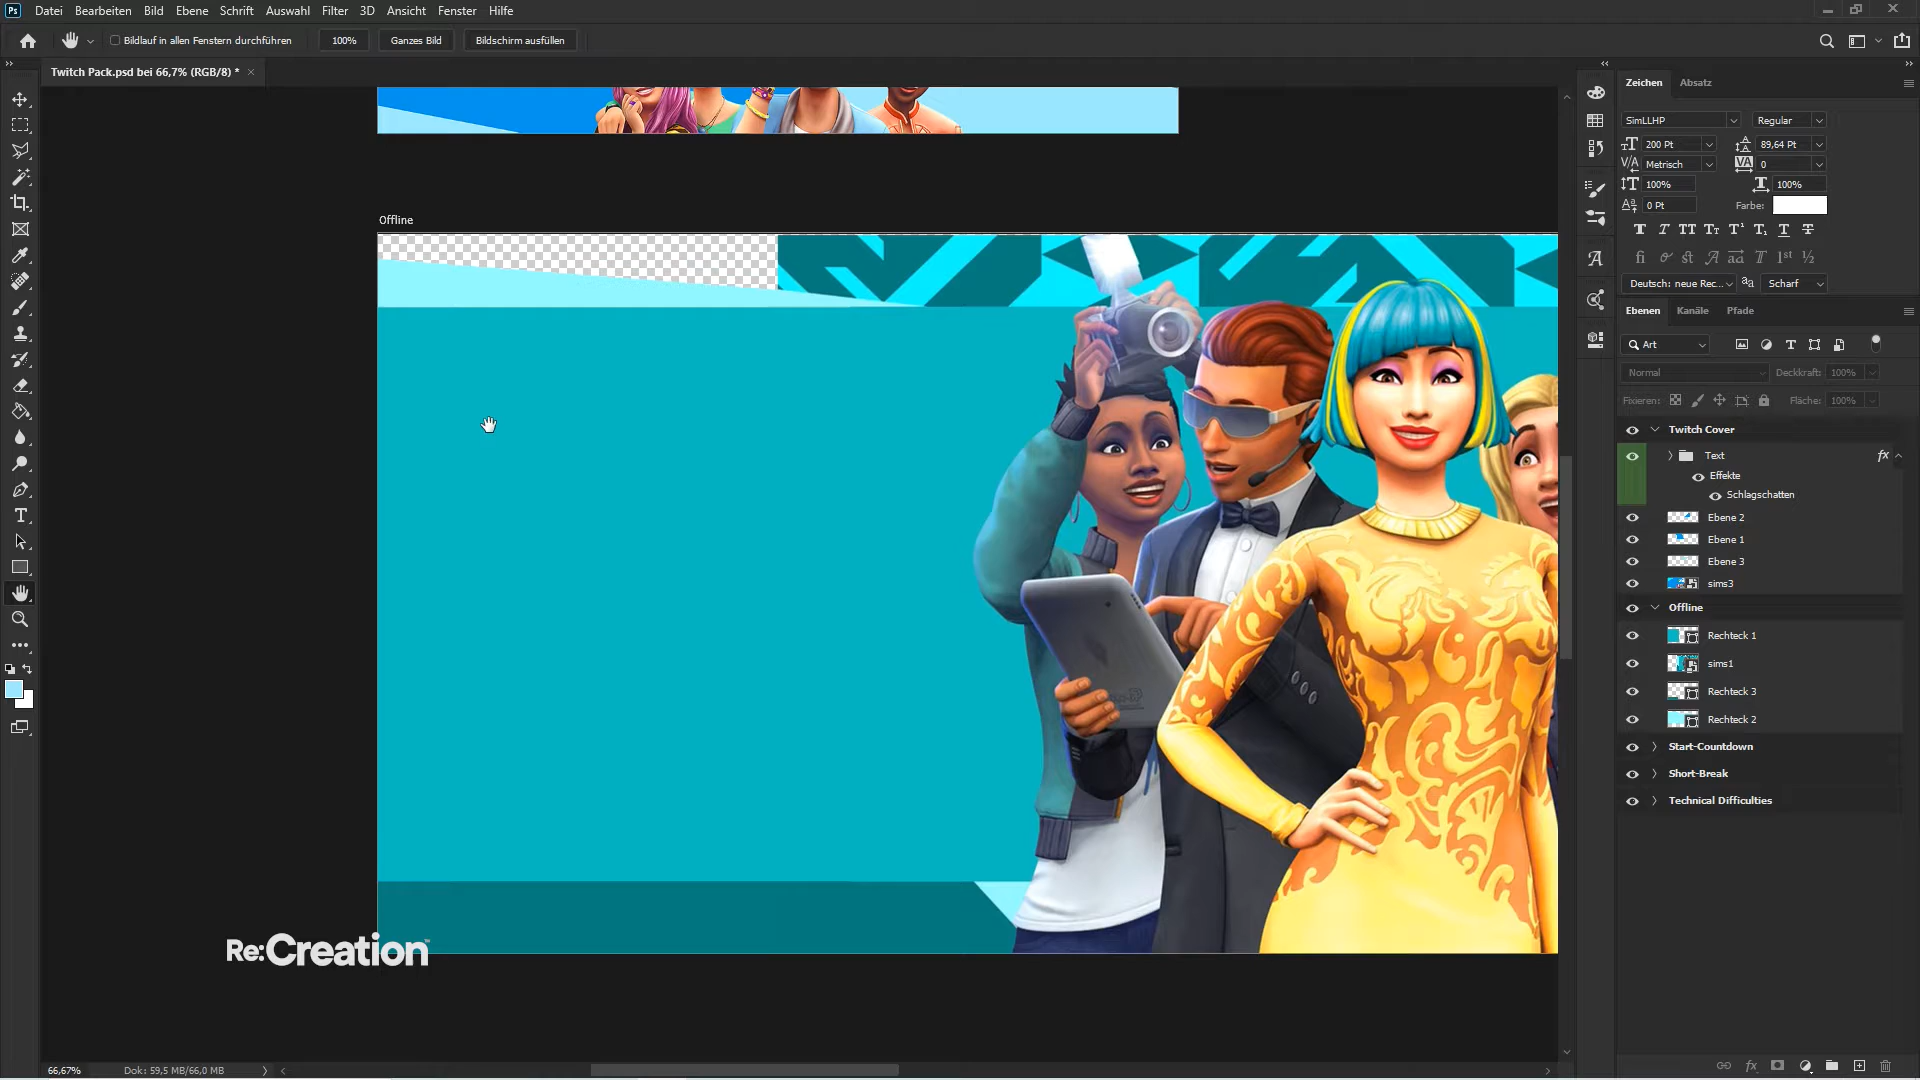 Ps Datei Bearbeiten Bild Ebene Schrift Auswahl Filter 3D Ansicht Fenster Hilfe
Bildlauf in allen Fenstern durchführen 100% Ganzes Bild Bildschirm ausfüllen
Twitch Pack.psd bei 66,7% (RGB/8) *
Zeichen Absatz
SimLLHP Regular
200 Pt 89,64 Pt
Metrisch 0
100% 100%
0 Pt Farbe:
Deutsch: neue Rec... Scharf
Ebenen Kanäle Pfade
Art
Normal Deckkraft: 100%
Fixieren: Fläche: 100%
Twitch Cover
Text fx
Effekte
Schlagschatten
Ebene 2
Ebene 1
Ebene 3
sims3
Offline
Rechteck 1
sims1
Rechteck 3
Rechteck 2
Start-Countdown
Short-Break
Technical Difficulties
Offline
Re:Creation™
66,67% Dok: 59,5 MB/66,0 MB